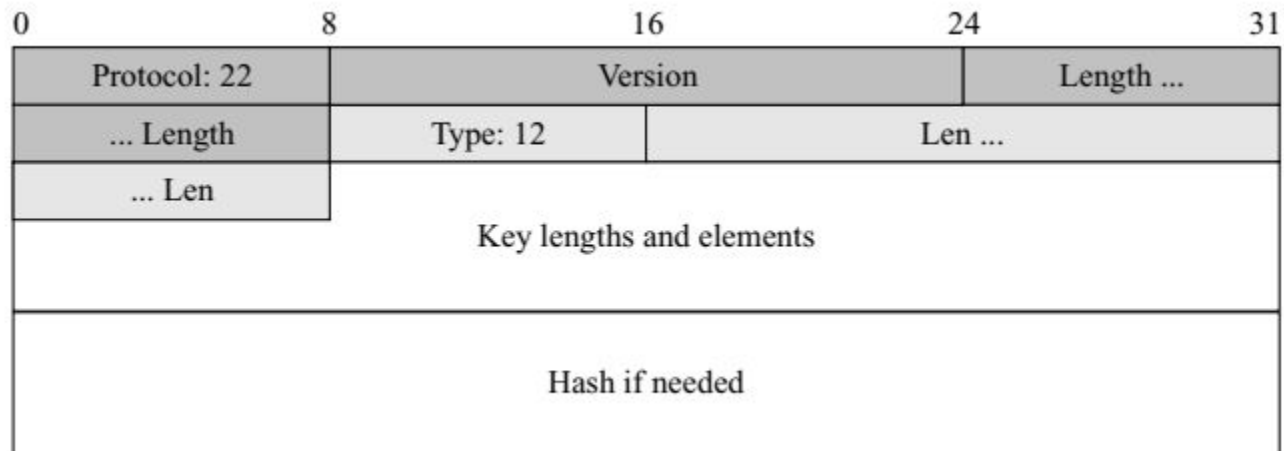 0 8 16 24 31
Protocol: 22 Version Length ...
... Length Type: 12 Len ...
... Len
Key lengths and elements
Hash if needed